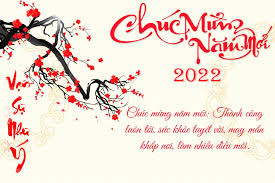 Chúc Mừng
Năm Mới
2022
Vạn Sự Như Ý
Chúc mừng năm mới: Thành công
luôn tới, sức khỏe tuyệt vời, may mắn
khắp nơi, làm nhiều điều mới.